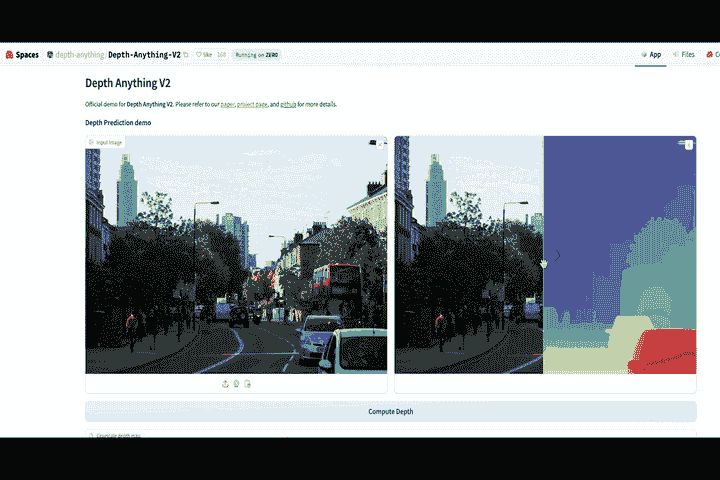 Spaces depth-anything/Depth-Anything-V2 like 168 Running on ZERO App Files
Depth Anything V2
Official demo for Depth Anything V2. Please refer to our paper, project page, and github for more details.
Depth Prediction demo
Input Image
Compute Depth
Grayscale depth map